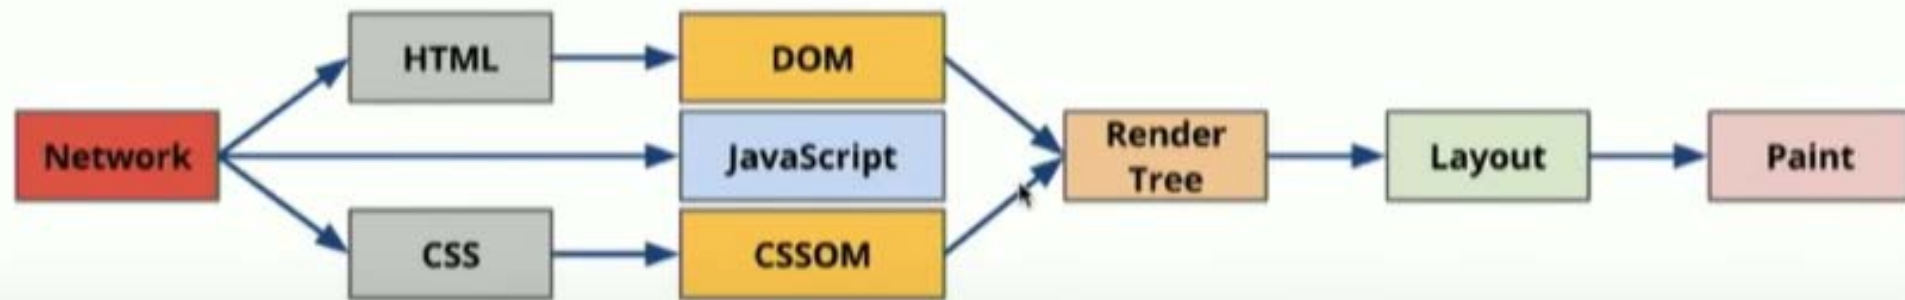 HTML
DOM
Network
JavaScript
Render
Tree
Layout
Paint
CSS
CSSOM